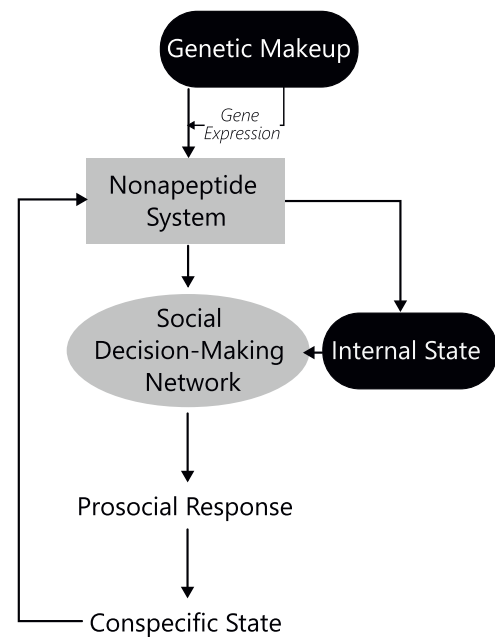 Genetic Makeup
Gene
Expression
Nonapeptide
System
Social
Decision-Making
Network
Internal State
Prosocial Response
Conspecific State